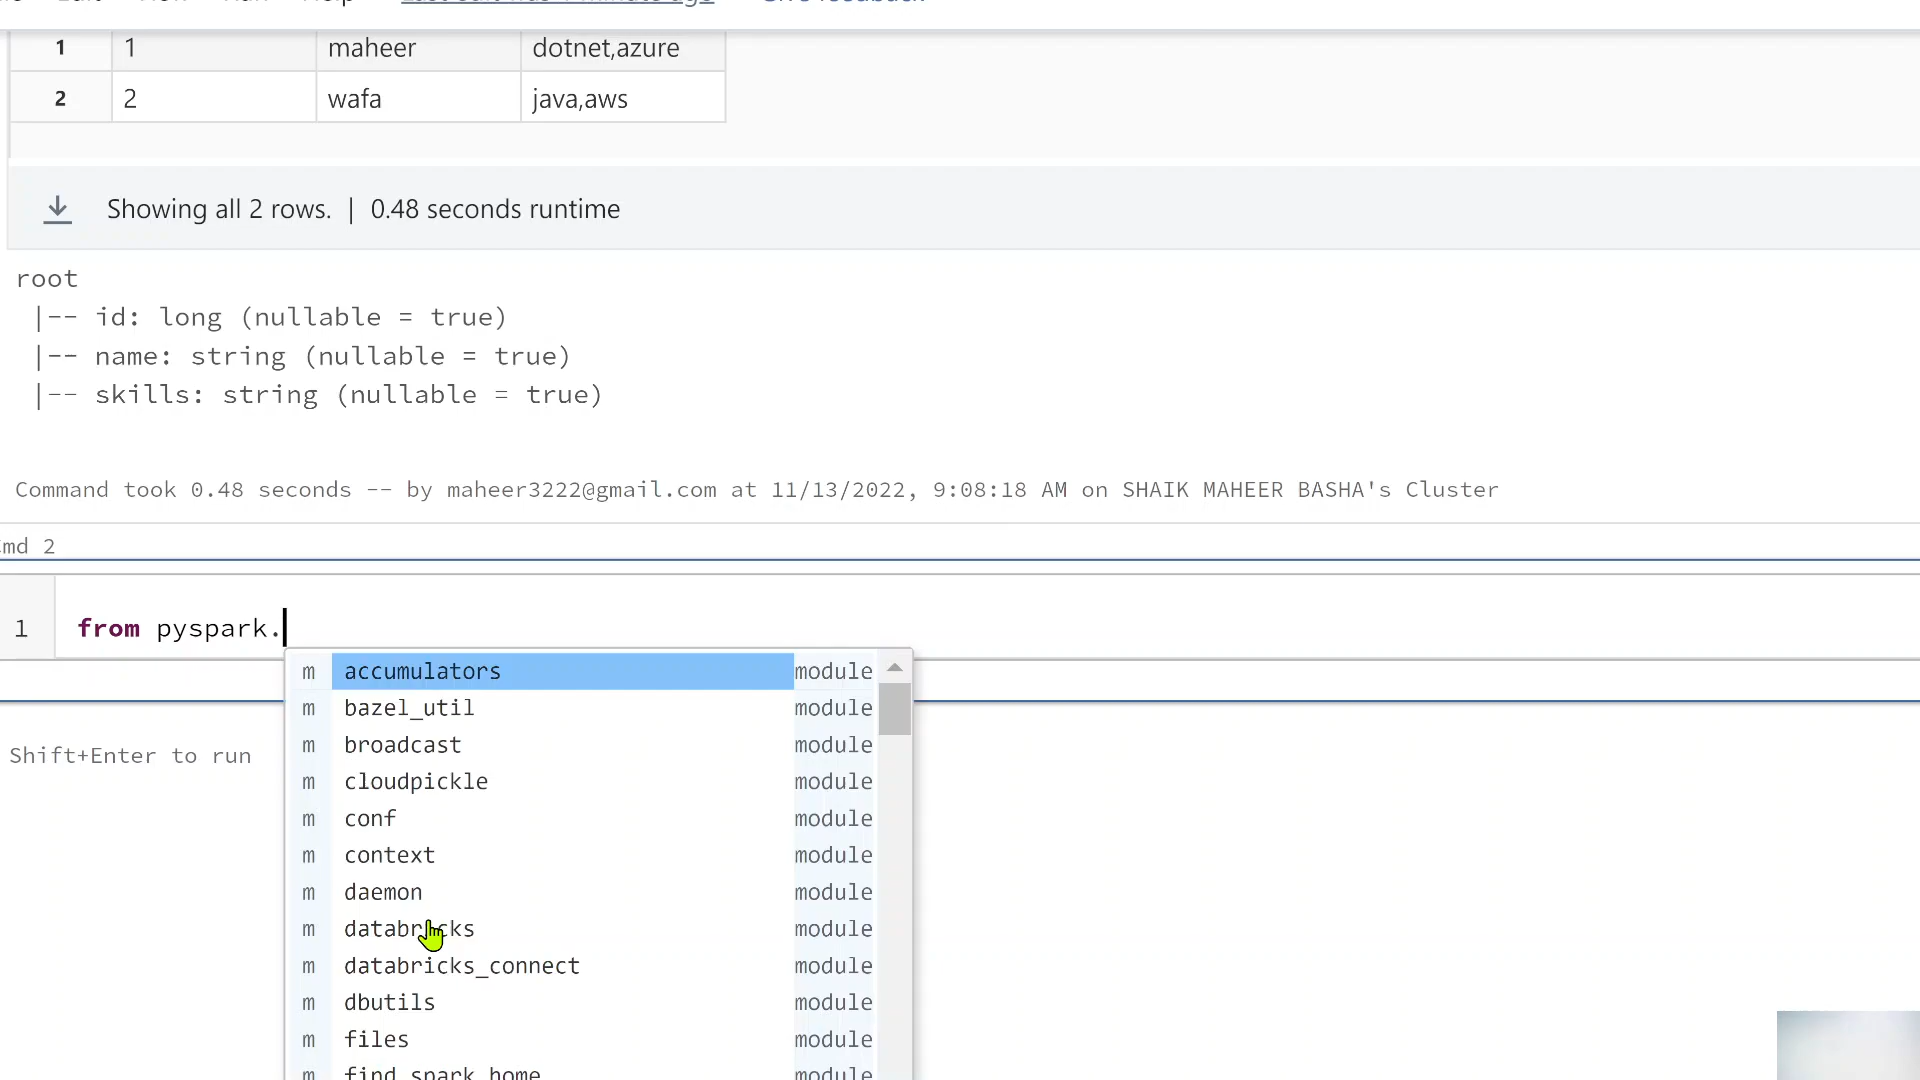 1 1 maheer dotnet,azure
2 2 wafa java,aws
Showing all 2 rows. | 0.48 seconds runtime
root
|-- id: long (nullable = true)
|-- name: string (nullable = true)
|-- skills: string (nullable = true)
Command took 0.48 seconds -- by maheer3222@gmail.com at 11/13/2022, 9:08:18 AM on SHAIK MAHEER BASHA's Cluster
md 2
1 from pyspark.
m accumulators module
m bazel_util module
m broadcast module
m cloudpickle module
m conf module
m context module
m daemon module
m databricks module
m databricks_connect module
m dbutils module
m files module
m find_spark_home module
Shift+Enter to run